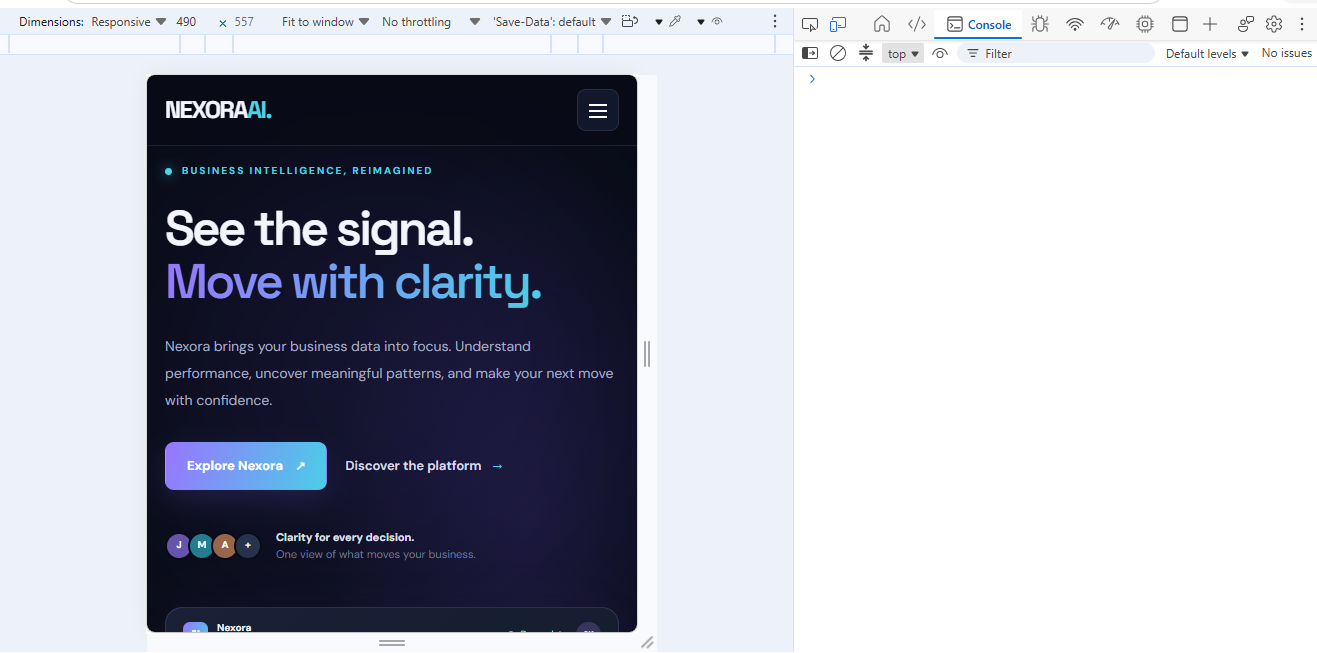 Dimensions: Responsive 490 × 557 Fit to window No throttling 'Save-Data': default
Console
top Filter Default levels No issues
NEXORAAI.
BUSINESS INTELLIGENCE, REIMAGINED
See the signal.
Move with clarity.
Nexora brings your business data into focus. Understand
performance, uncover meaningful patterns, and make your next move
with confidence.
Explore Nexora ↗ Discover the platform →
J M A +
Clarity for every decision.
One view of what moves your business.
Nexora